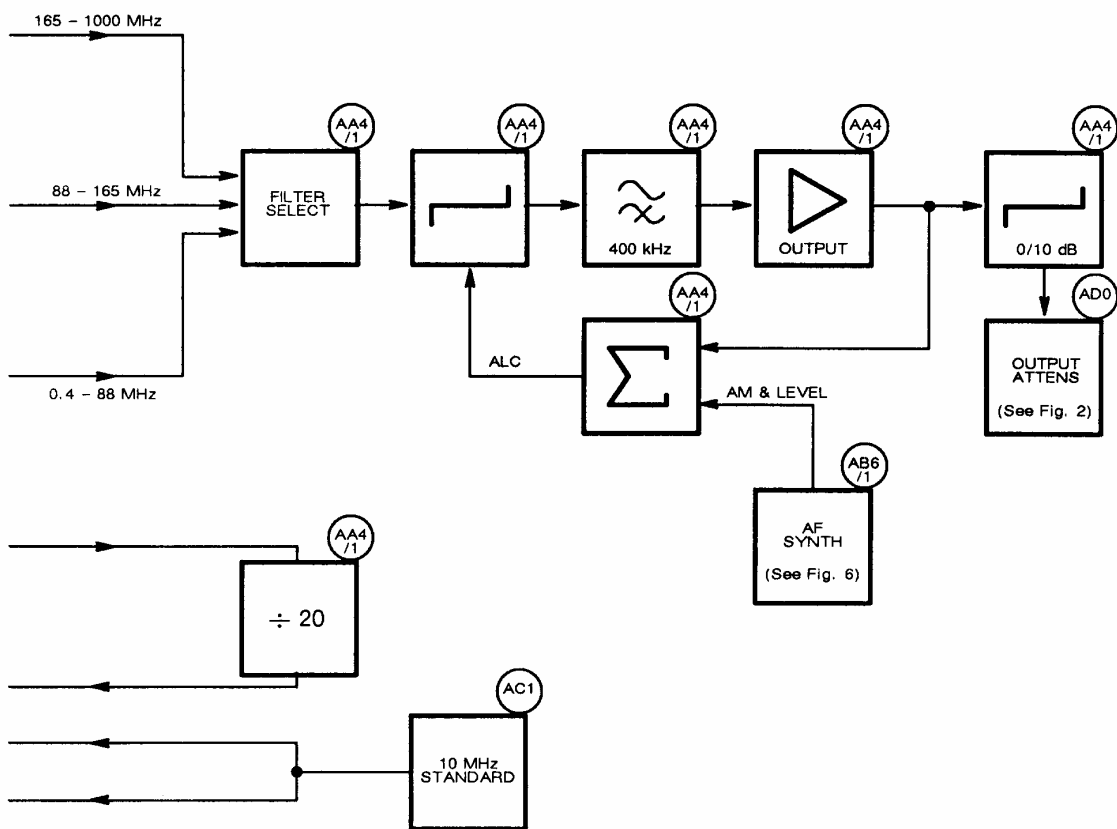 165 – 1000 MHz
AA4
/1
AA4
/1
AA4
/1
AA4
/1
AA4
/1
88 – 165 MHz
FILTER
SELECT
400 kHz
OUTPUT
0/10 dB
0.4 – 88 MHz
AA4
/1
ALC
AM & LEVEL
AD0
OUTPUT
ATTENS
(See Fig. 2)
AB6
/1
AF
SYNTH
(See Fig. 6)
AA4
/1
÷ 20
AC1
10 MHz
STANDARD